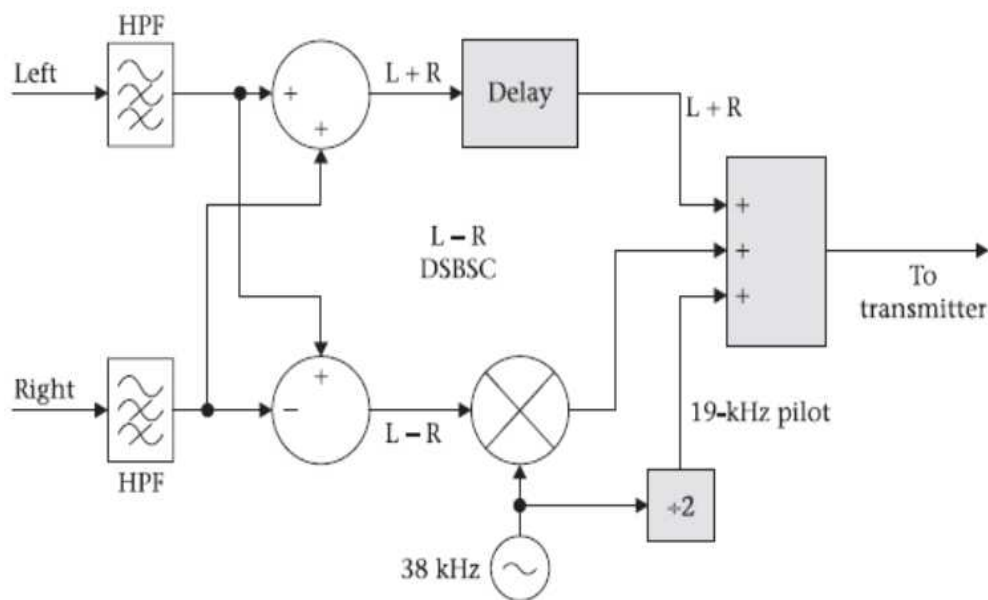 HPF
Left
+
+
L + R
Delay
L + R
L – R
DSBSC
+
+
+
To
transmitter
Right
HPF
+
–
L – R
19-kHz pilot
÷2
38 kHz